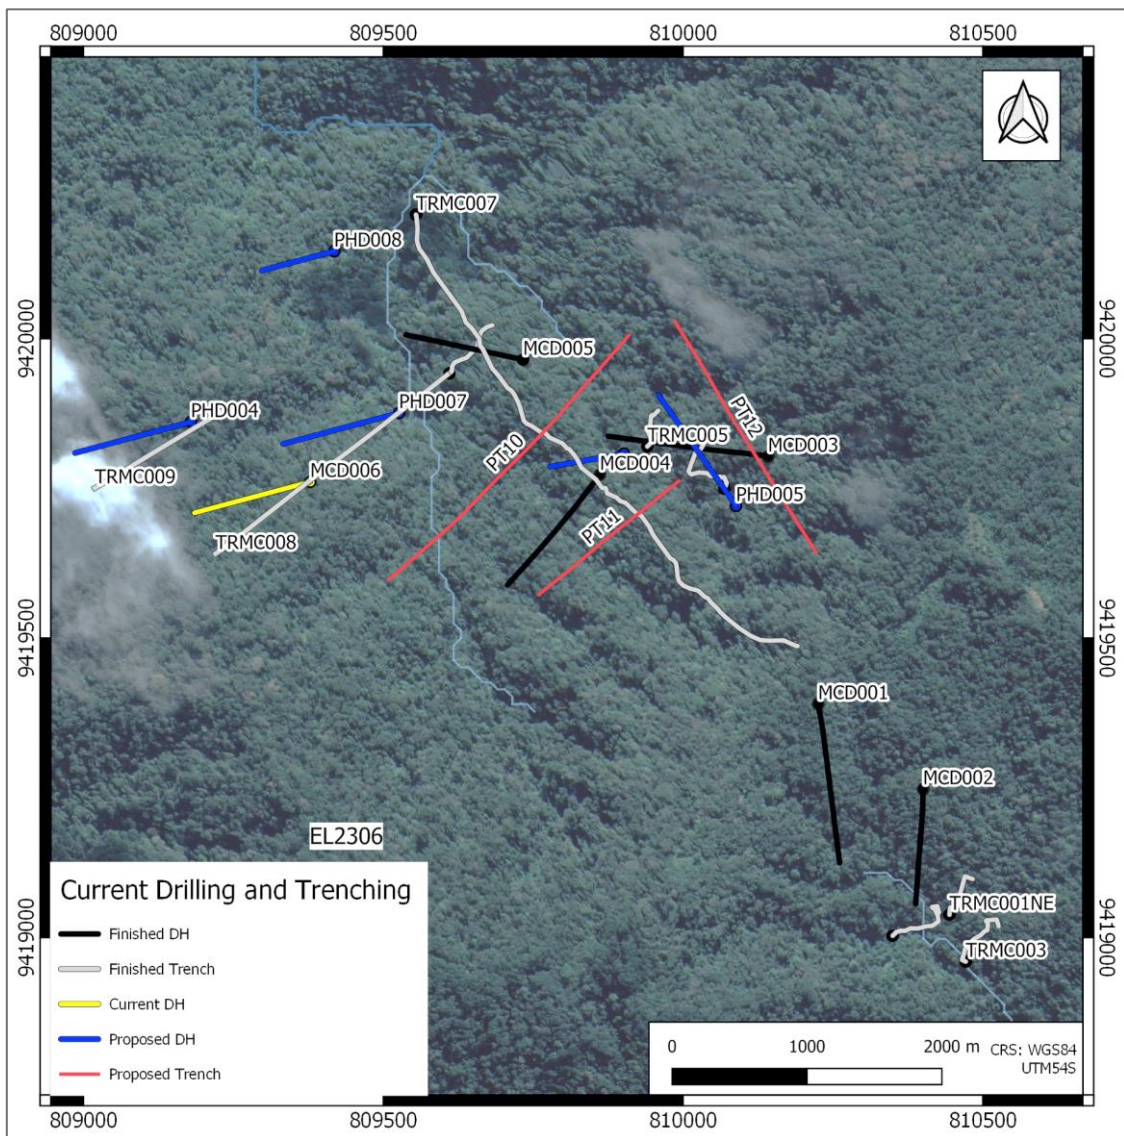 809000 809500 810000 810500
TRMC007
PHD008
9420000
9420000
MCD005
PHD004
PHD007
PT12
TRMC005
PT10
MCD003
MCD004
TRMC009
MCD006
PHD005
PT11
TRMC008
9419500
9419500
MCD001
MCD002
EL2306
Current Drilling and Trenching
TRMC001NE
Finished DH
9419000
9419000
TRMC003
Finished Trench
Current DH
Proposed DH
Proposed Trench
0 1000 2000 m
CRS: WGS84
UTM54S
809000 809500 810000 810500